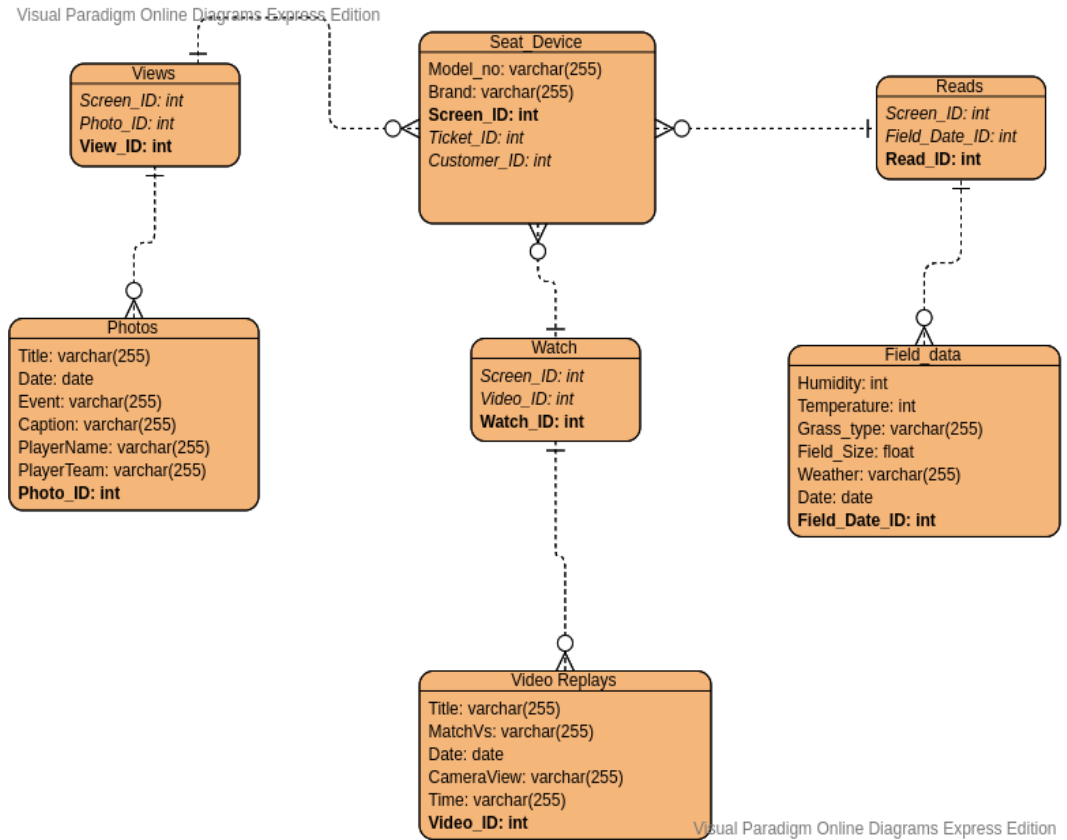 Visual Paradigm Online Diagrams Express Edition
Views
Screen_ID: int
Photo_ID: int
View_ID: int
Seat_Device
Model_no: varchar(255)
Brand: varchar(255)
Screen_ID: int
Ticket_ID: int
Customer_ID: int
Reads
Screen_ID: int
Field_Date_ID: int
Read_ID: int
Photos
Title: varchar(255)
Date: date
Event: varchar(255)
Caption: varchar(255)
PlayerName: varchar(255)
PlayerTeam: varchar(255)
Photo_ID: int
Watch
Screen_ID: int
Video_ID: int
Watch_ID: int
Field_data
Humidity: int
Temperature: int
Grass_type: varchar(255)
Field_Size: float
Weather: varchar(255)
Date: date
Field_Date_ID: int
Video Replays
Title: varchar(255)
MatchVs: varchar(255)
Date: date
CameraView: varchar(255)
Time: varchar(255)
Video_ID: int
Visual Paradigm Online Diagrams Express Edition